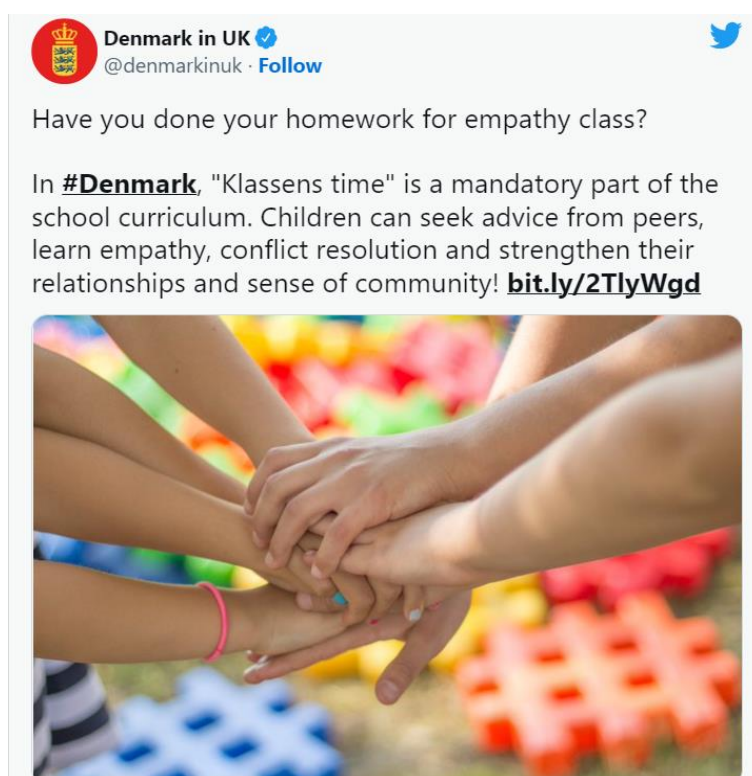 Denmark in UK
@denmarkinuk · Follow
Have you done your homework for empathy class?
In #Denmark, "Klassens time" is a mandatory part of the
school curriculum. Children can seek advice from peers,
learn empathy, conflict resolution and strengthen their
relationships and sense of community! bit.ly/2TlyWgd